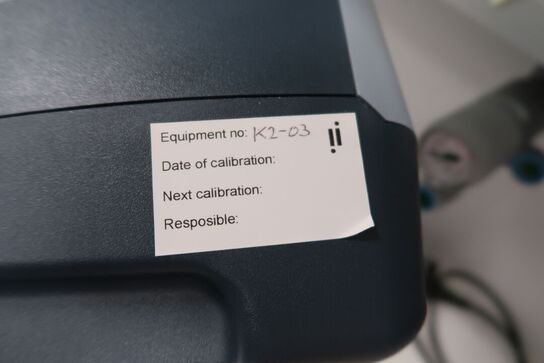 Equipment no: K2-03
Date of calibration:
Next calibration:
Resposible: